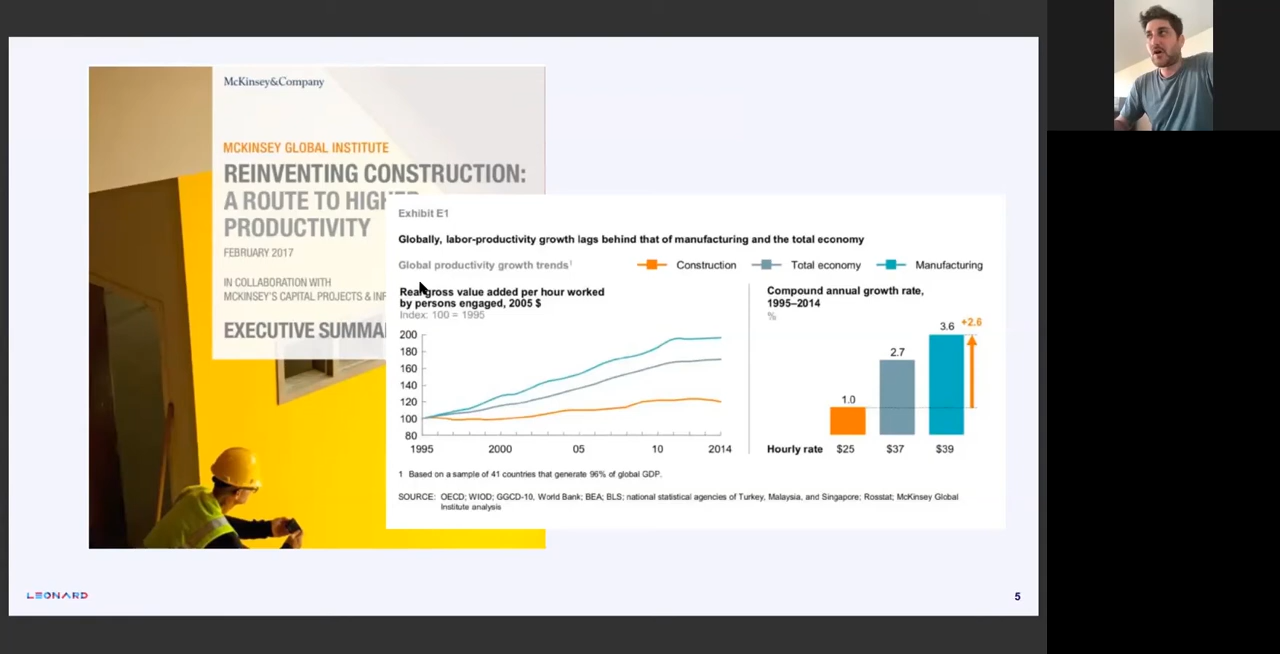 McKinsey&Company
MCKINSEY GLOBAL INSTITUTE
REINVENTING CONSTRUCTION:
A ROUTE TO HIGHER
PRODUCTIVITY
FEBRUARY 2017
IN COLLABORATION WITH
MCKINSEY'S CAPITAL PROJECTS & INF
EXECUTIVE SUMMA
Exhibit E1
Globally, labor-productivity growth lags behind that of manufacturing and the total economy
Global productivity growth trends¹
Construction
Total economy
Manufacturing
Real gross value added per hour worked
by persons engaged, 2005 $
Index: 100 = 1995
200
180
160
140
120
100
80
1995 2000 05 10 2014
Compound annual growth rate,
1995–2014
%
1.0 2.7 3.6 +2.6
Hourly rate $25 $37 $39
1 Based on a sample of 41 countries that generate 96% of global GDP.
SOURCE: OECD; WIOD; GGCD-10, World Bank; BEA; BLS; national statistical agencies of Turkey, Malaysia, and Singapore; Rosstat; McKinsey Global
Institute analysis
LEONARD
5